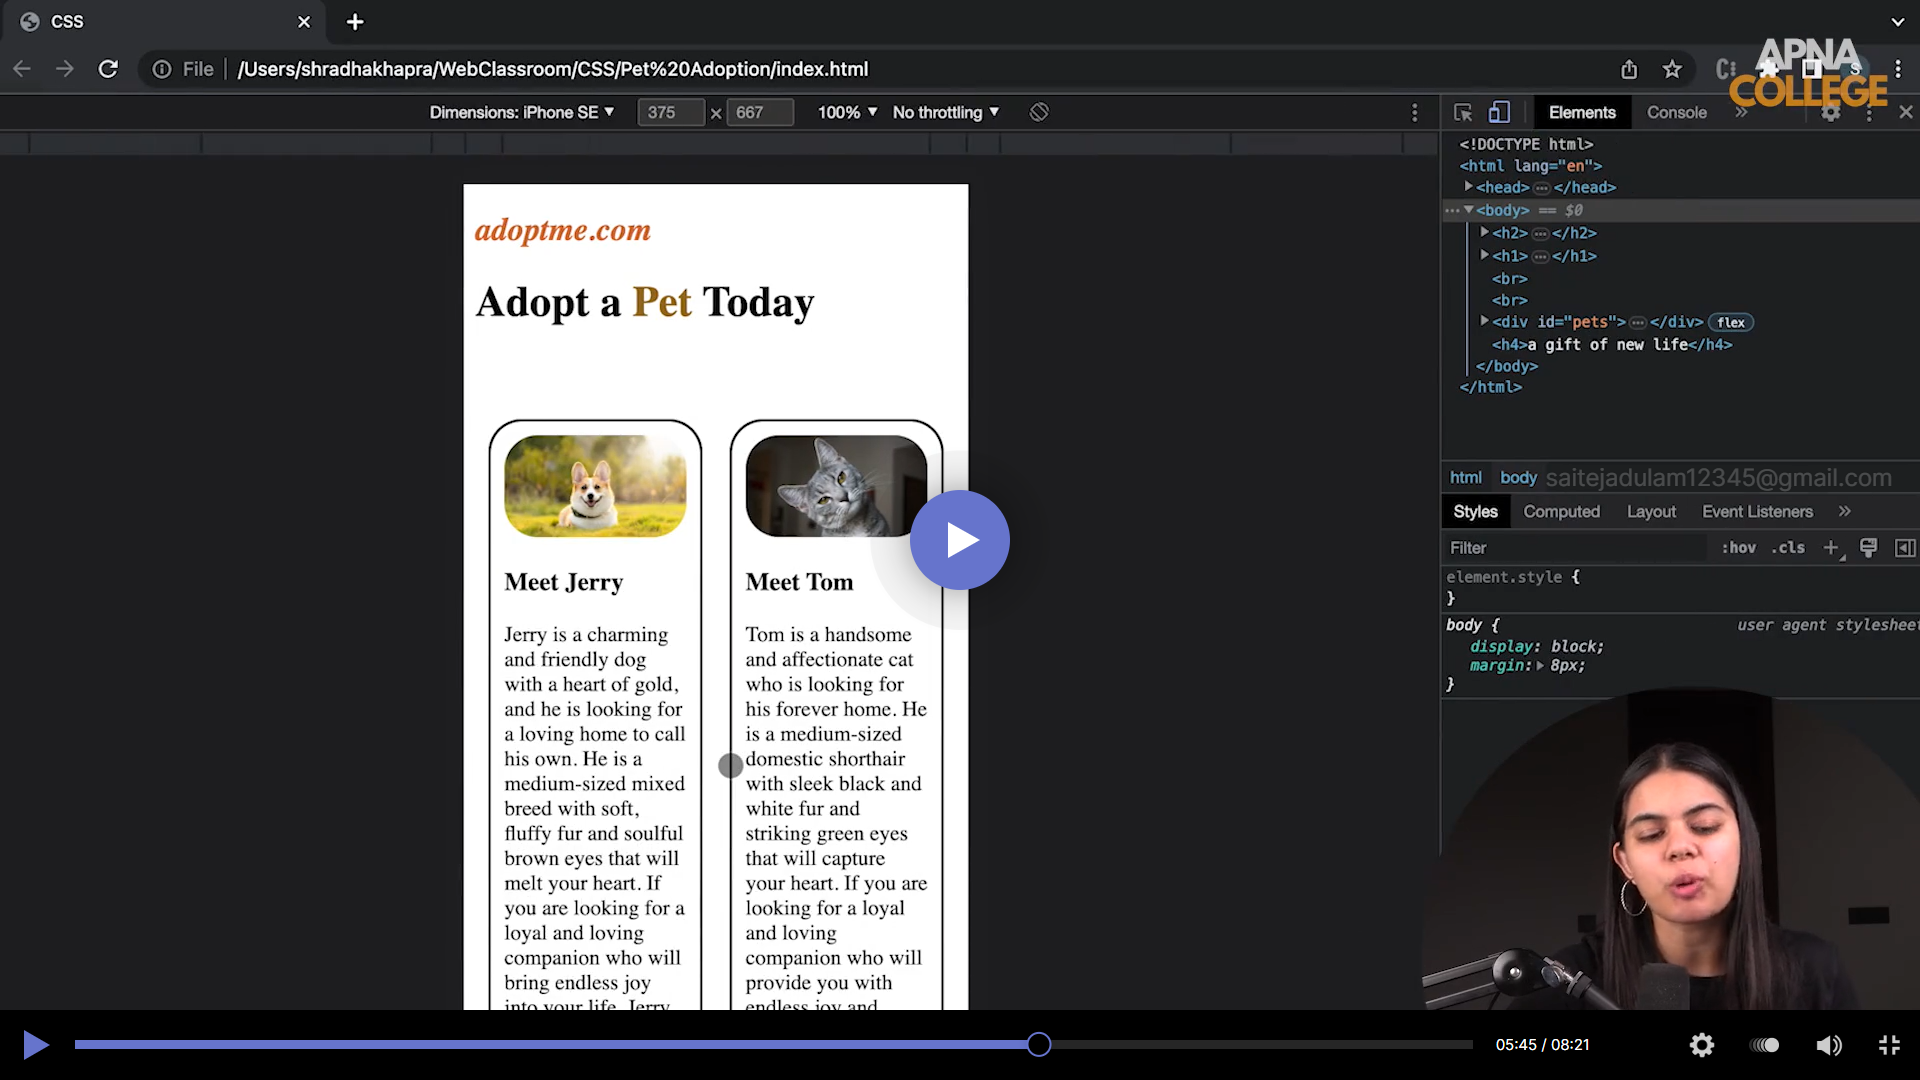 CSS
File
/Users/shradhakhapra/WebClassroom/CSS/Pet%20Adoption/index.html
S
APNA
COLLEGE
Dimensions: iPhone SE
375
×
667
100%
No throttling
Elements
Console
adoptme.com
Adopt a Pet Today
Meet Jerry
Jerry is a charming
and friendly dog
with a heart of gold,
and he is looking for
a loving home to call
his own. He is a
medium-sized mixed
breed with soft,
fluffy fur and soulful
brown eyes that will
melt your heart. If
you are looking for a
loyal and loving
companion who will
bring endless joy
into your life, Jerry
Meet Tom
Tom is a handsome
and affectionate cat
who is looking for
his forever home. He
is a medium-sized
domestic shorthair
with sleek black and
white fur and
striking green eyes
that will capture
your heart. If you are
looking for a loyal
and loving
companion who will
provide you with
endless joy and
<!DOCTYPE html>
<html lang="en">
<head>…</head>
<body> == $0
<h2>…</h2>
<h1>…</h1>
<br>
<br>
<div id="pets">…</div> flex
<h4>a gift of new life</h4>
</body>
</html>
html body saitejadulam12345@gmail.com
Styles Computed Layout Event Listeners
Filter :hov .cls
element.style {
}
body { user agent stylesheet
display: block;
margin: 8px;
}
05:45 / 08:21